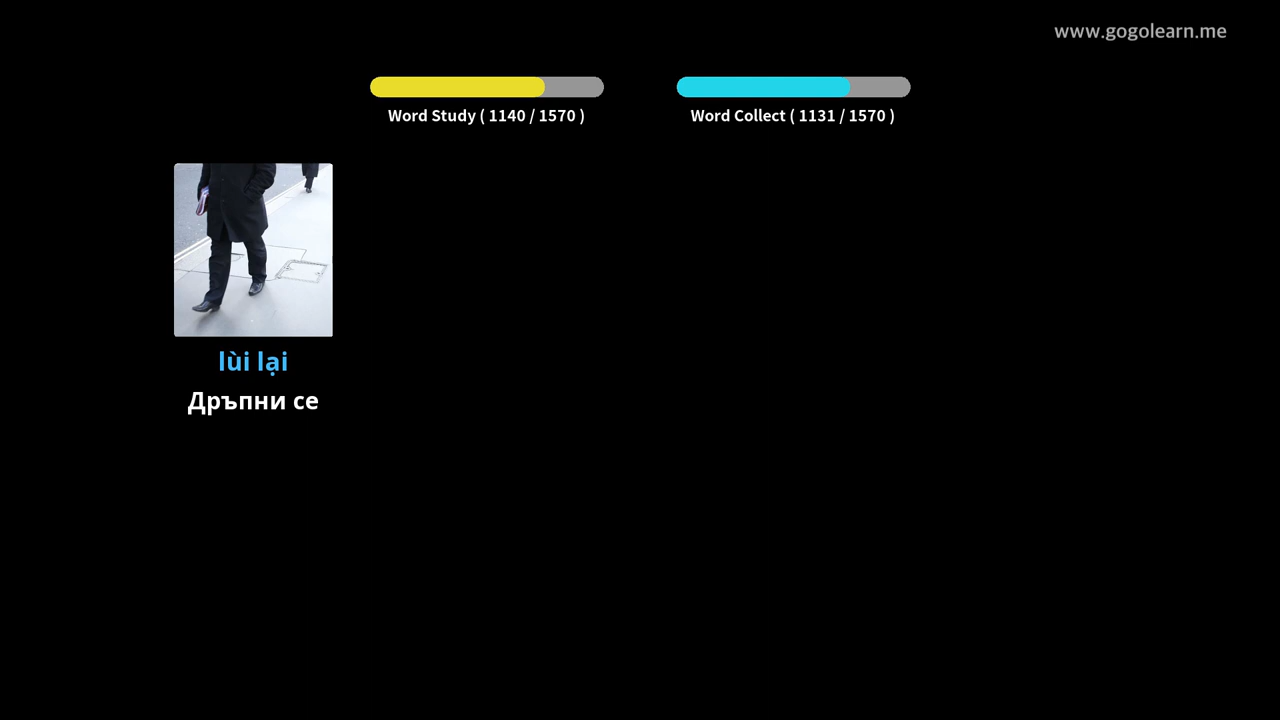 www.gogolearn.me
Word Study ( 1140 / 1570 )
Word Collect ( 1131 / 1570 )
lùi lại
Дръпни се